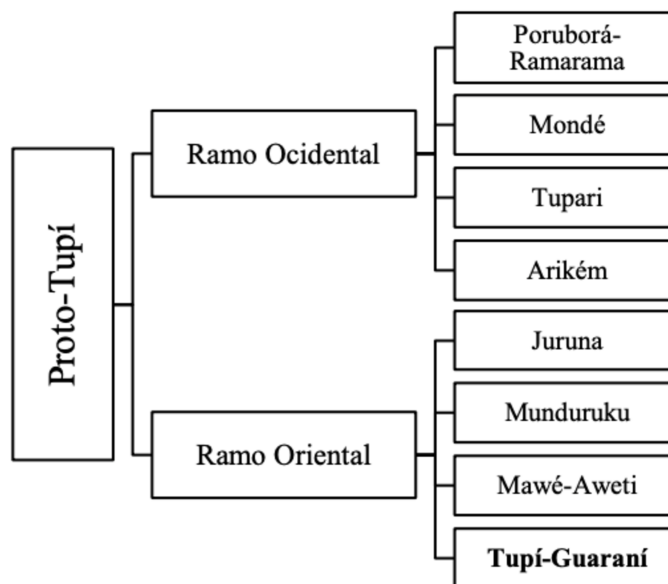 Proto-Tupí
Ramo Ocidental
Poruborá-
Ramarama
Mondé
Tupari
Arikém
Ramo Oriental
Juruna
Munduruku
Mawé-Aweti
Tupí-Guaraní